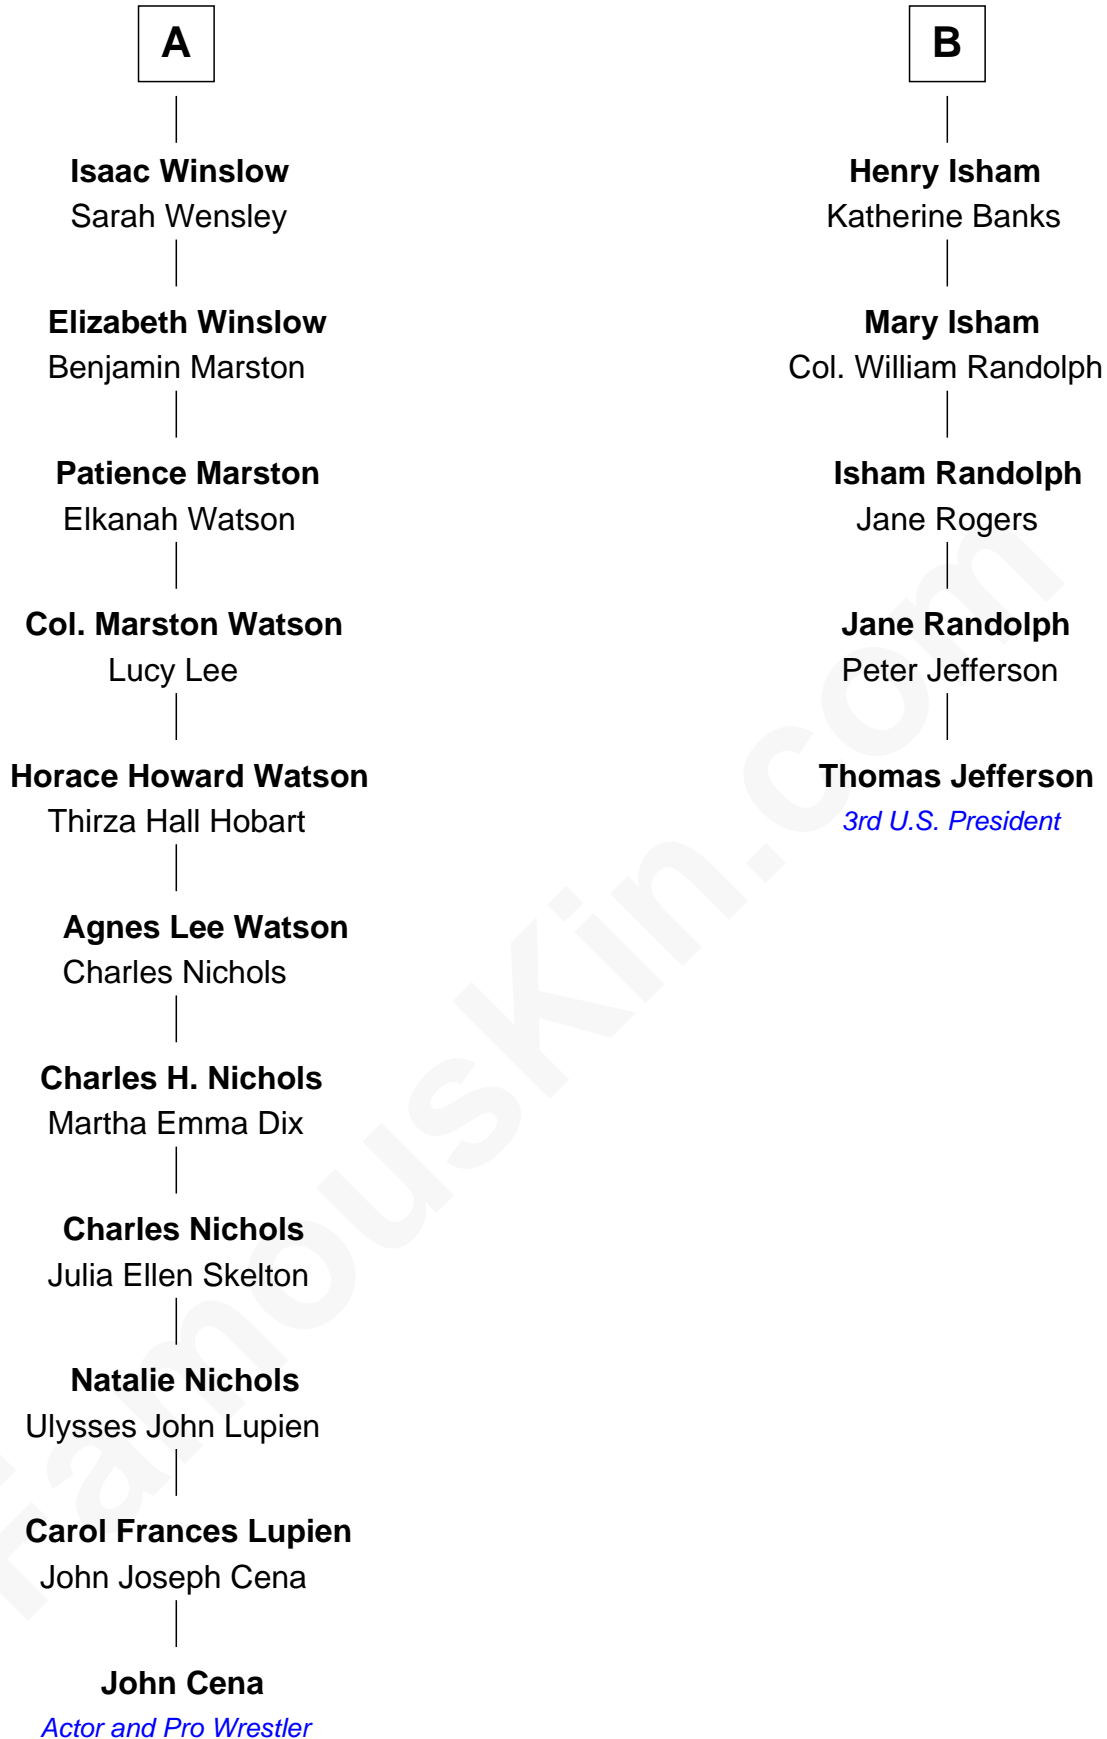 A
Isaac Winslow
Sarah Wensley
Elizabeth Winslow
Benjamin Marston
Patience Marston
Elkanah Watson
Col. Marston Watson
Lucy Lee
Horace Howard Watson
Thirza Hall Hobart
Agnes Lee Watson
Charles Nichols
Charles H. Nichols
Martha Emma Dix
Charles Nichols
Julia Ellen Skelton
Natalie Nichols
Ulysses John Lupien
Carol Frances Lupien
John Joseph Cena
John Cena
Actor and Pro Wrestler
B
Henry Isham
Katherine Banks
Mary Isham
Col. William Randolph
Isham Randolph
Jane Rogers
Jane Randolph
Peter Jefferson
Thomas Jefferson
3rd U.S. President
FamousKin.com